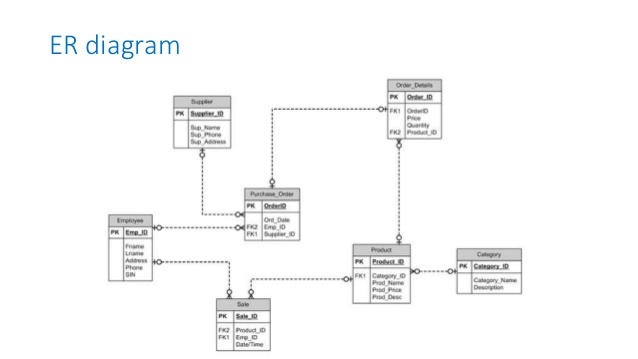 ER diagram
Order_Details
PK Order_ID
FK1 OrderID
Price
Quantity
FK2 Product_ID
Supplier
PK Supplier_ID
Sup_Name
Sup_Phone
Sup_Address
Purchase_Order
PK OrderID
Ord_Date
FK2 Emp_ID
FK1 Supplier_ID
Employee
PK Emp_ID
Fname
Lname
Address
Phone
SIN
Product
PK Product_ID
FK1 Category_ID
Prod_Name
Prod_Price
Prod_Desc
Category
PK Category_ID
Category_Name
Description
Sale
PK Sale_ID
FK2 Product_ID
FK1 Emp_ID
Date/Time